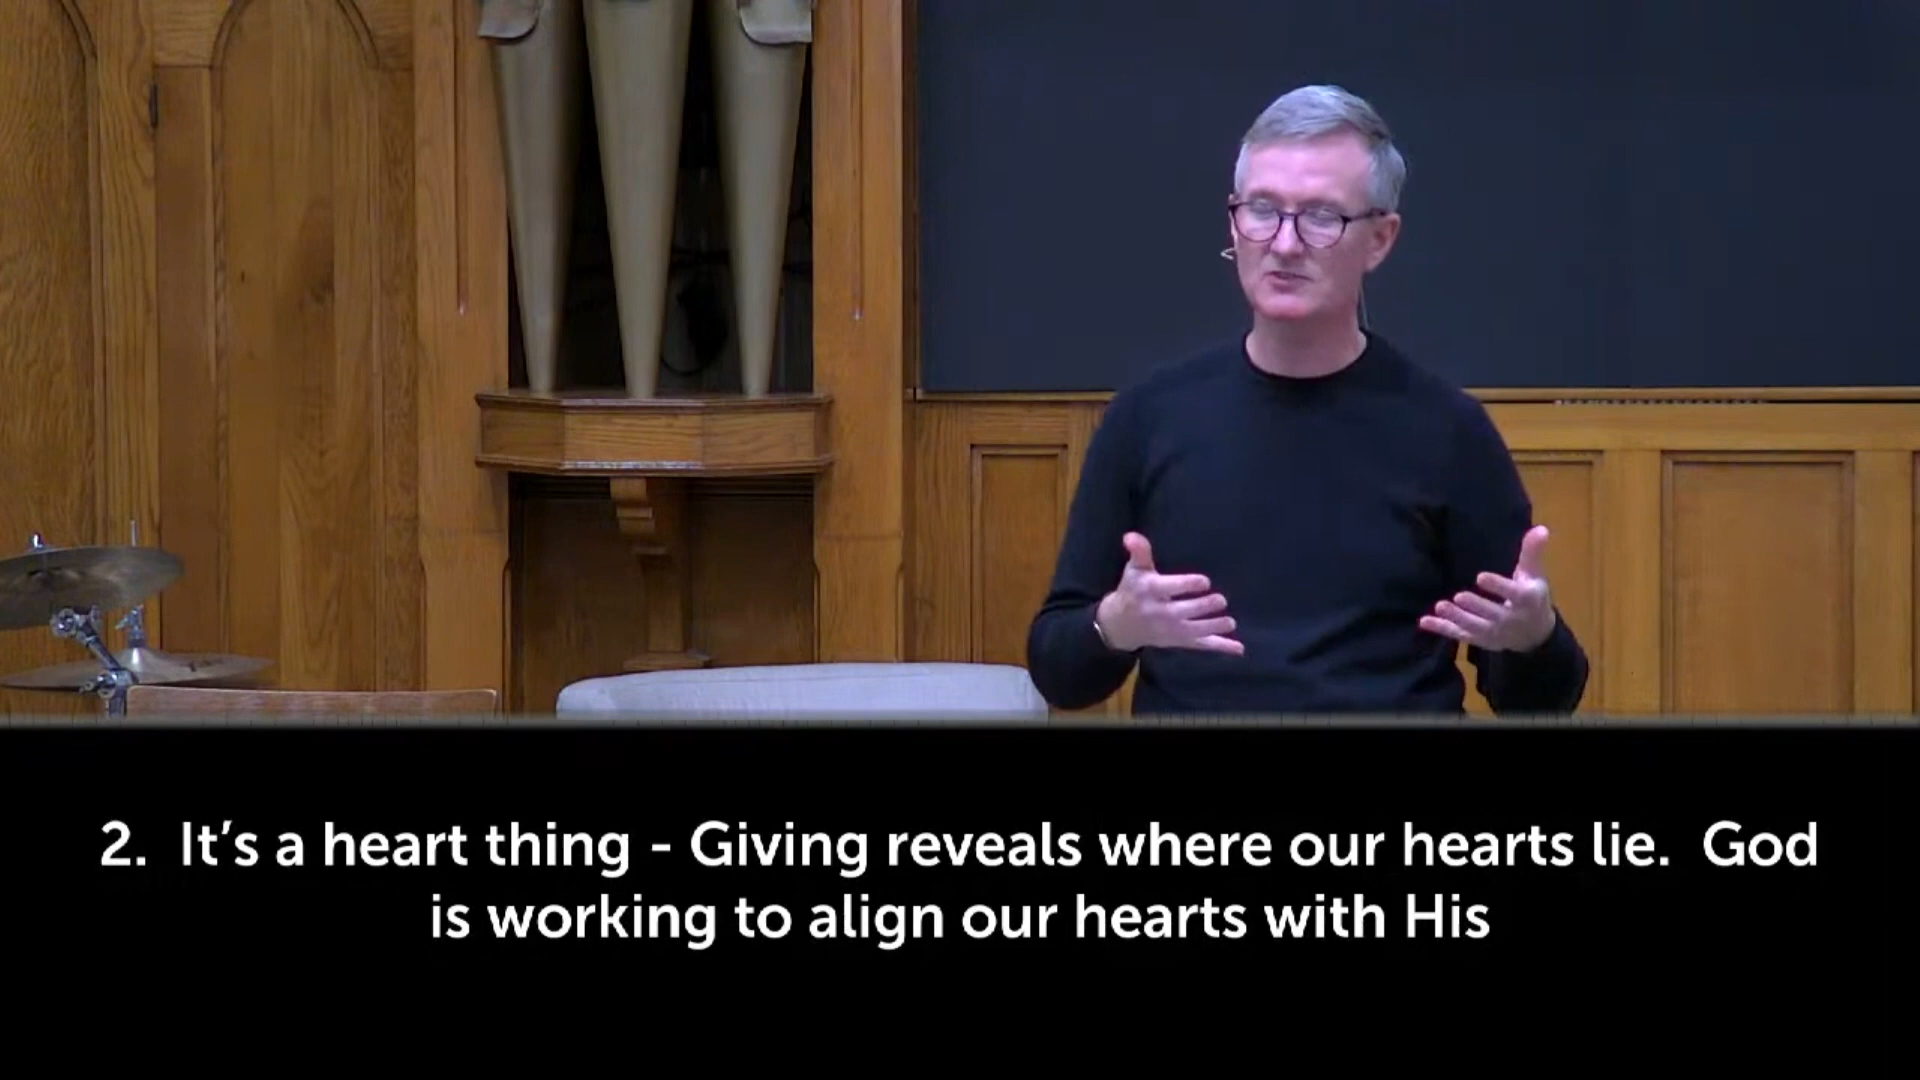 2.  It's a heart thing - Giving reveals where our hearts lie.  God
is working to align our hearts with His